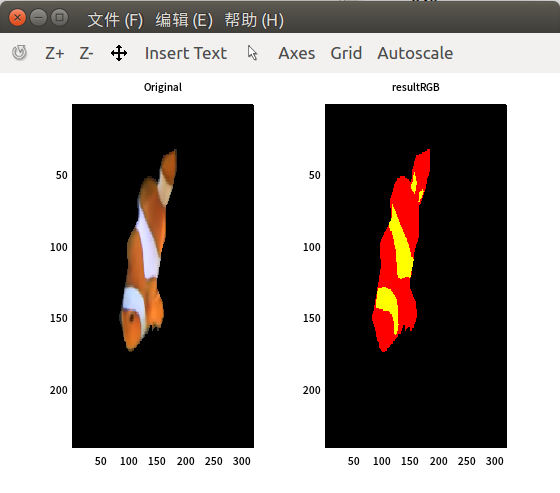 文件 (F) 编辑 (E) 帮助 (H)
Z+ Z- Insert Text Axes Grid Autoscale
Original
50
100
150
200
50 100 150 200 250 300
resultRGB
50
100
150
200
50 100 150 200 250 300